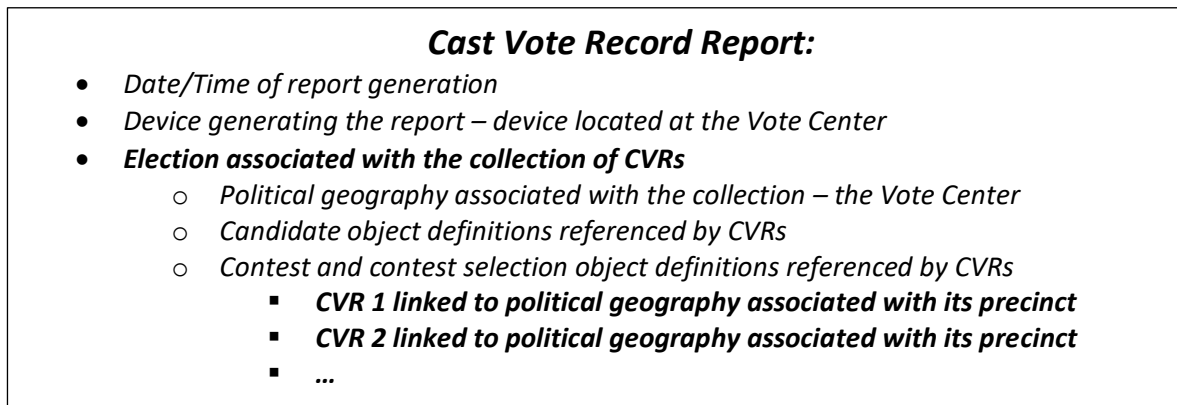 Cast Vote Record Report:
• Date/Time of report generation
• Device generating the report – device located at the Vote Center
• Election associated with the collection of CVRs
o Political geography associated with the collection – the Vote Center
o Candidate object definitions referenced by CVRs
o Contest and contest selection object definitions referenced by CVRs
▪ CVR 1 linked to political geography associated with its precinct
▪ CVR 2 linked to political geography associated with its precinct
▪ …